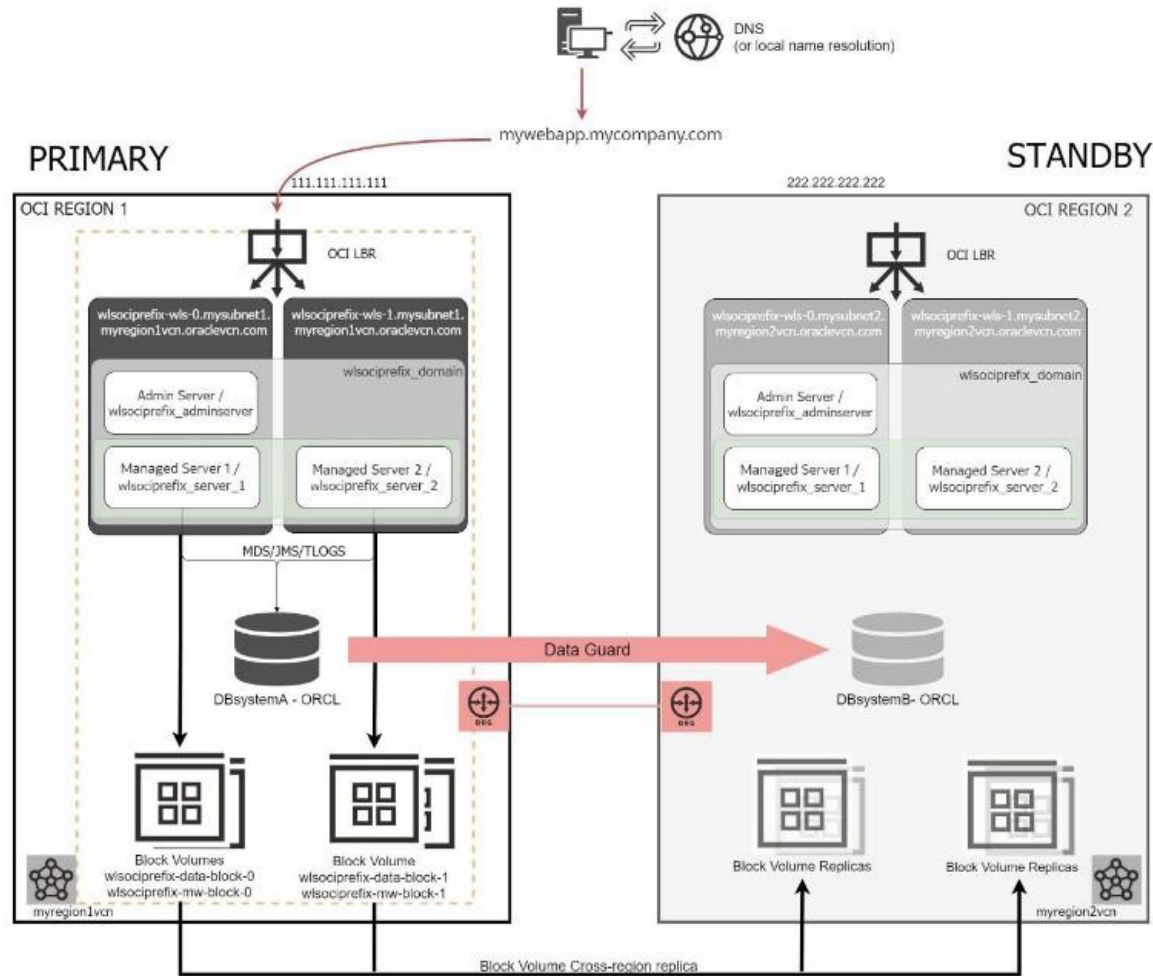 DNS
(or local name resolution)
mywebapp.mycompany.com
PRIMARY
STANDBY
111.111.111.111
222.222.222.222
OCI REGION 1
OCI REGION 2
OCI LBR
OCI LBR
wlsociprefix-wls-0.mysubnet1.
myregion1vcn.oraclevcn.com
wlsociprefix-wls-1.mysubnet1.
myregion1vcn.oraclevcn.com
wlsociprefix-wls-0.mysubnet2.
myregion2vcn.oraclevcn.com
wlsociprefix-wls-1.mysubnet2.
myregion2vcn.oraclevcn.com
wlsociprefix_domain
wlsociprefix_domain
Admin Server /
wlsociprefix_adminserver
Admin Server /
wlsociprefix_adminserver
Managed Server 1 /
wlsociprefix_server_1
Managed Server 2 /
wlsociprefix_server_2
Managed Server 1 /
wlsociprefix_server_1
Managed Server 2 /
wlsociprefix_server_2
MDS/JMS/TLOGS
Data Guard
DBsystemA - ORCL
DBsystemB- ORCL
DRG
DRG
Block Volumes
wlsociprefix-data-block-0
wlsociprefix-mw-block-0
Block Volume
wlsociprefix-data-block-1
wlsociprefix-mw-block-1
Block Volume Replicas
Block Volume Replicas
myregion1vcn
myregion2vcn
Block Volume Cross-region replica